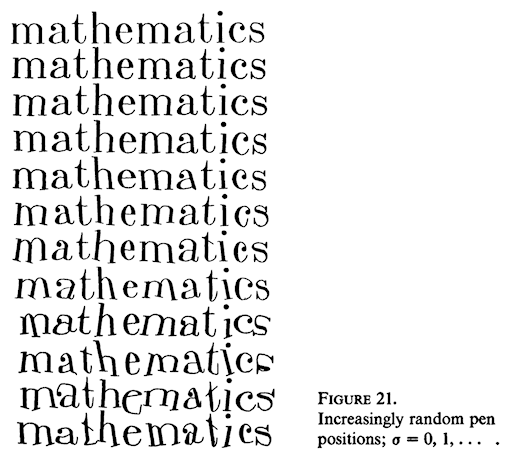 mathematics
mathematics
mathematics
mathematics
mathematics
mathematics
mathematics
mathematics
mathematics
mathematics
mathematics
mathematics
FIGURE 21.
Increasingly random pen
positions; σ = 0, 1, . . . .